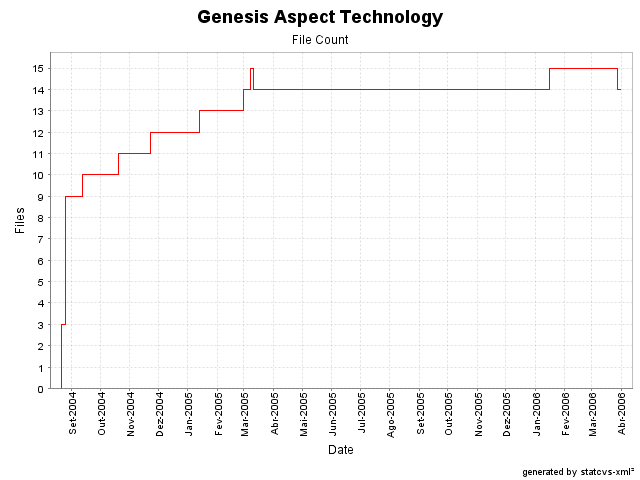 Genesis Aspect Technology
File Count
15
14
13
12
11
10
9
8
7
6
5
4
3
2
1
0
Files
Set-2004
Out-2004
Nov-2004
Dez-2004
Jan-2005
Fev-2005
Mar-2005
Abr-2005
Mai-2005
Jun-2005
Jul-2005
Ago-2005
Set-2005
Out-2005
Nov-2005
Dez-2005
Jan-2006
Fev-2006
Mar-2006
Abr-2006
Date
generated by statcvs-xml²